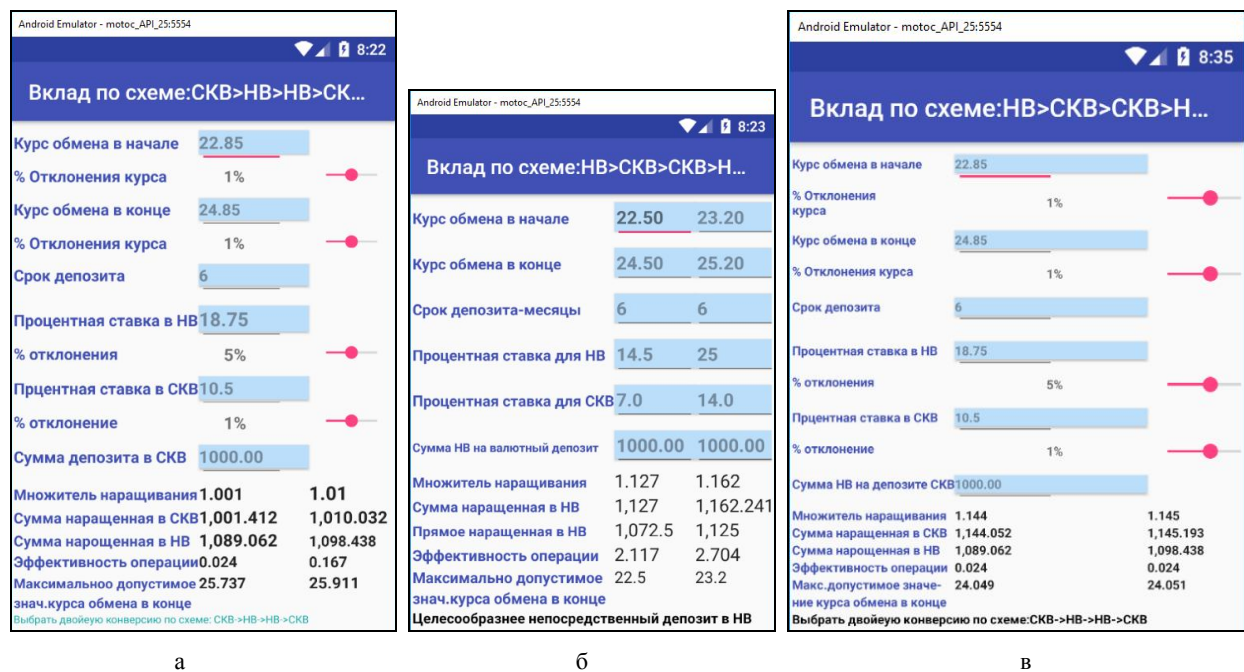 Android Emulator - motoc_API_25:5554
8:22
Вклад по схеме:СКВ>НВ>НВ>СК...
Курс обмена в начале 22.85
% Отклонения курса 1%
Курс обмена в конце 24.85
% Отклонения курса 1%
Срок депозита 6
Процентная ставка в НВ 18.75
% отклонения 5%
Прцентная ставка в СКВ 10.5
% отклонение 1%
Сумма депозита в СКВ 1000.00
Множитель наращивания 1.001 1.01
Сумма наращенная в СКВ 1,001.412 1,010.032
Сумма нарощенная в НВ 1,089.062 1,098.438
Эффективность операции 0.024 0.167
Максимальноо допустимое 25.737 25.911
знач.курса обмена в конце
Выбрать двойеую конверсию по схеме: СКВ->НВ->НВ->СКВ
а
Android Emulator - motoc_API_25:5554
8:23
Вклад по схеме:НВ>СКВ>СКВ>Н...
Курс обмена в начале 22.50 23.20
Курс обмена в конце 24.50 25.20
Срок депозита-месяцы 6 6
Процентная ставка для НВ 14.5 25
Процентная ставка для СКВ 7.0 14.0
Сумма НВ на валютный депозит 1000.00 1000.00
Множитель наращивания 1.127 1.162
Сумма наращенная в НВ 1,127 1,162.241
Прямое наращенная в НВ 1,072.5 1,125
Эффективность операции 2.117 2.704
Максимально допустимое 22.5 23.2
знач.курса обмена в конце
Целесообразнее непосредственный депозит в НВ
б
Android Emulator - motoc_API_25:5554
8:35
Вклад по схеме:НВ>СКВ>СКВ>Н...
Курс обмена в начале 22.85
% Отклонения
курса 1%
Курс обмена в конце 24.85
% Отклонения курса 1%
Срок депозита 6
Процентная ставка в НВ 18.75
% отклонения 5%
Прцентная ставка в СКВ 10.5
% отклонение 1%
Сумма НВ на депозите СКВ 1000.00
Множитель наращивания 1.144 1.145
Сумма наращенная в СКВ 1,144.052 1,145.193
Сумма нарощенная в НВ 1,089.062 1,098.438
Эффективность операции 0.024 0.024
Макс.допустимое значе- 24.049 24.051
ние курса обмена в конце
Выбрать двойеую конверсию по схеме:СКВ->НВ->НВ->СКВ
в